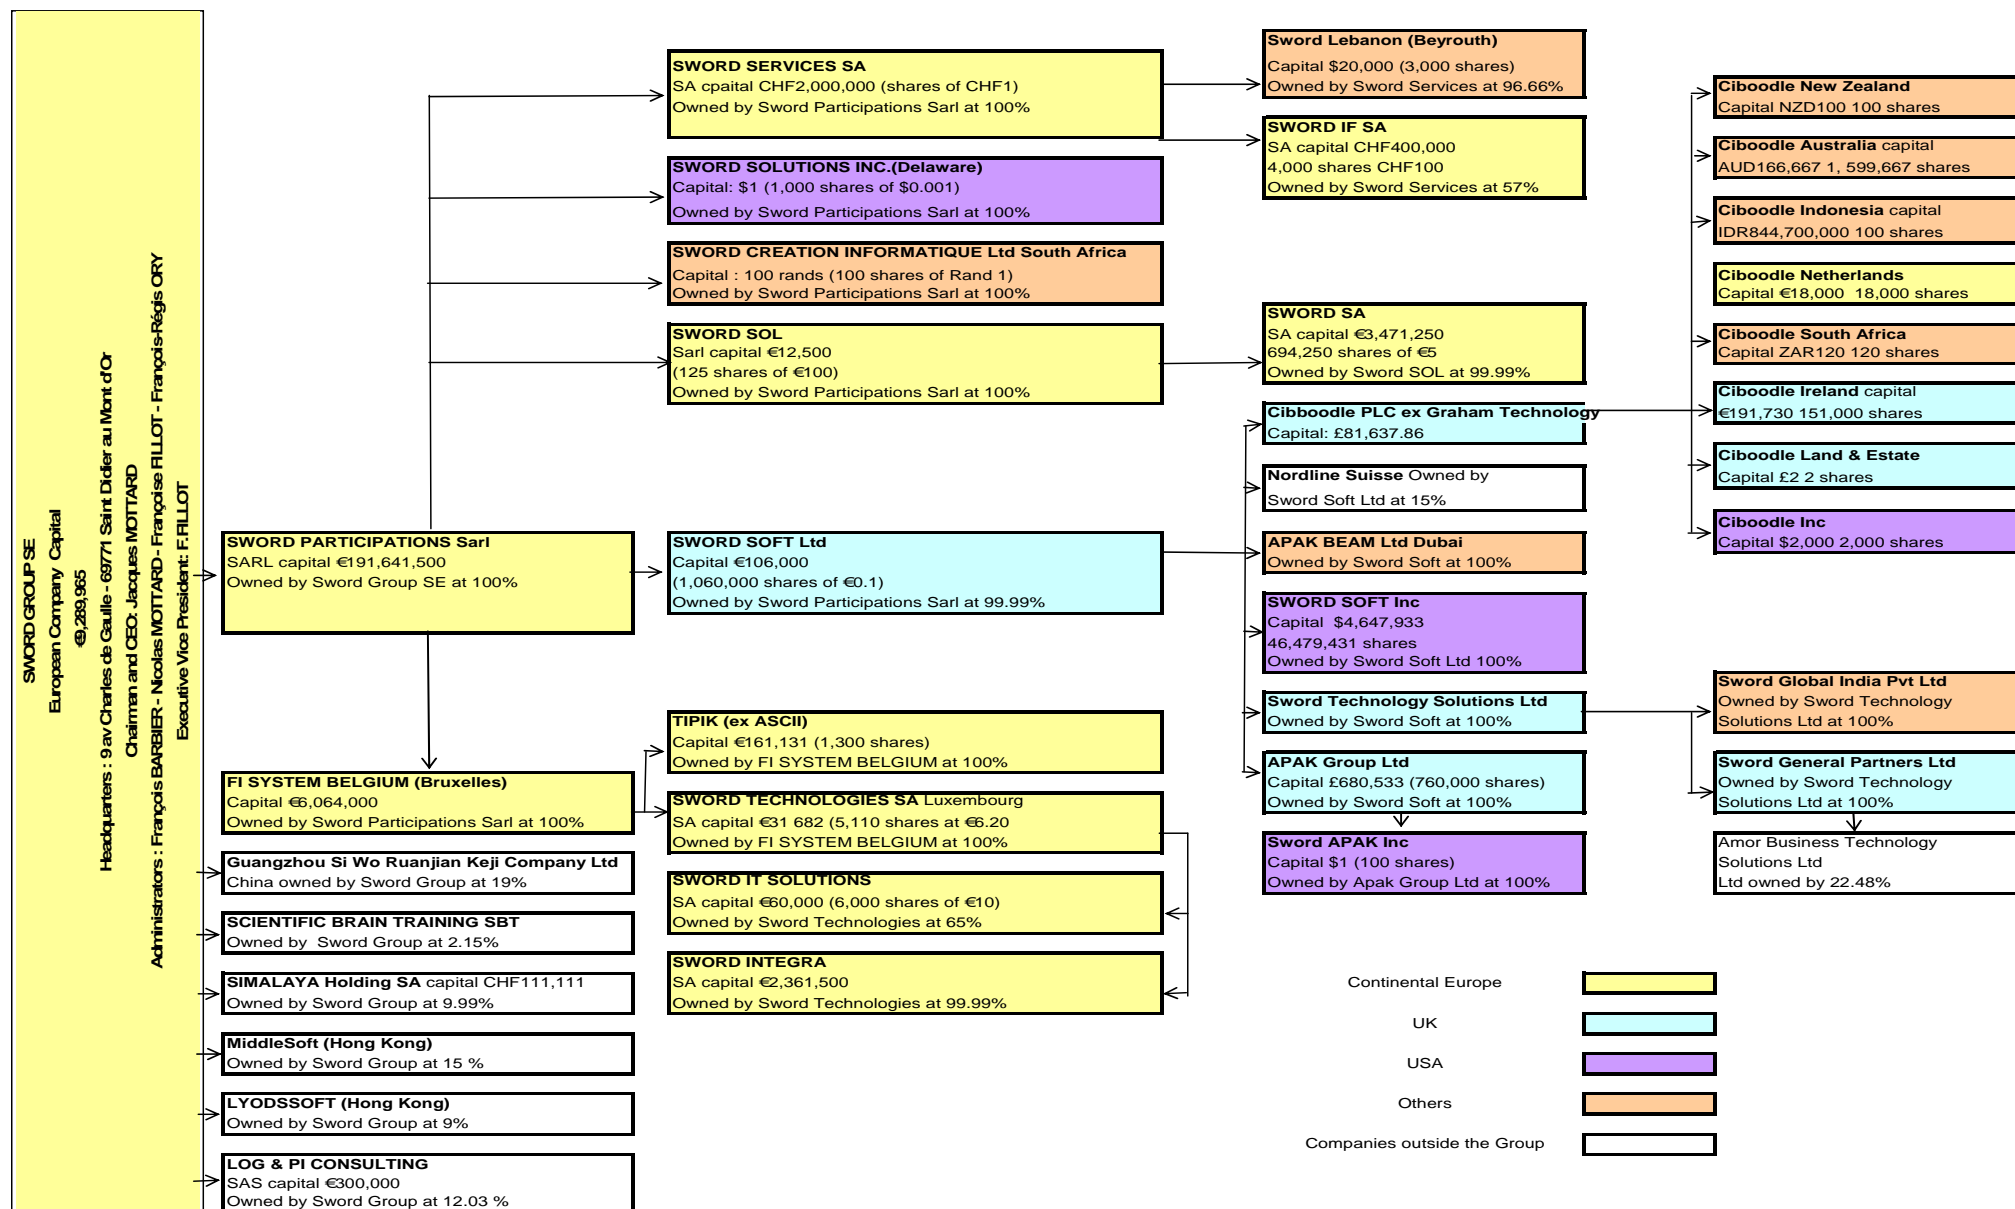 SWORD GROUP SE
European Company Capital
€9,289,965
Headquarters : 9 av Charles de Gaulle - 69771 Saint Didier au Mont d'Or
Chairman and CEO: Jacques MOTTARD
Administrators : François BARBIER - Nicolas MOTTARD - Françoise FILLOT - François-Régis ORY
Executive Vice President: F.FILLOT
SWORD PARTICIPATIONS Sarl
SARL capital €191,641,500
Owned by Sword Group SE at 100%
FI SYSTEM BELGIUM (Bruxelles)
Capital €6,064,000
Owned by Sword Participations Sarl at 100%
Guangzhou Si Wo Ruanjian Keji Company Ltd
China owned by Sword Group at 19%
SCIENTIFIC BRAIN TRAINING SBT
Owned by Sword Group at 2.15%
SIMALAYA Holding SA capital CHF111,111
Owned by Sword Group at 9.99%
MiddleSoft (Hong Kong)
Owned by Sword Group at 15 %
LYODSSOFT (Hong Kong)
Owned by Sword Group at 9%
LOG & PI CONSULTING
SAS capital €300,000
Owned by Sword Group at 12.03 %
SWORD SERVICES SA
SA cpaital CHF2,000,000 (shares of CHF1)
Owned by Sword Participations Sarl at 100%
SWORD SOLUTIONS INC.(Delaware)
Capital: $1 (1,000 shares of $0.001)
Owned by Sword Participations Sarl at 100%
SWORD CREATION INFORMATIQUE Ltd South Africa
Capital : 100 rands (100 shares of Rand 1)
Owned by Sword Participations Sarl at 100%
SWORD SOL
Sarl capital €12,500
(125 shares of €100)
Owned by Sword Participations Sarl at 100%
SWORD SOFT Ltd
Capital €106,000
(1,060,000 shares of €0.1)
Owned by Sword Participations Sarl at 99.99%
TIPIK (ex ASCII)
Capital €161,131 (1,300 shares)
Owned by FI SYSTEM BELGIUM at 100%
SWORD TECHNOLOGIES SA Luxembourg
SA capital €31 682 (5,110 shares at €6.20
Owned by FI SYSTEM BELGIUM at 100%
SWORD IT SOLUTIONS
SA capital €60,000 (6,000 shares of €10)
Owned by Sword Technologies at 65%
SWORD INTEGRA
SA capital €2,361,500
Owned by Sword Technologies at 99.99%
Sword Lebanon (Beyrouth)
Capital $20,000 (3,000 shares)
Owned by Sword Services at 96.66%
SWORD IF SA
SA capital CHF400,000
4,000 shares CHF100
Owned by Sword Services at 57%
SWORD SA
SA capital €3,471,250
694,250 shares of €5
Owned by Sword SOL at 99.99%
Cibboodle PLC ex Graham Technology
Capital: £81,637.86
Nordline Suisse Owned by
Sword Soft Ltd at 15%
APAK BEAM Ltd Dubai
Owned by Sword Soft at 100%
SWORD SOFT Inc
Capital $4,647,933
46,479,431 shares
Owned by Sword Soft Ltd 100%
Sword Technology Solutions Ltd
Owned by Sword Soft at 100%
APAK Group Ltd
Capital £680,533 (760,000 shares)
Owned by Sword Soft at 100%
Sword APAK Inc
Capital $1 (100 shares)
Owned by Apak Group Ltd at 100%
Ciboodle New Zealand
Capital NZD100 100 shares
Ciboodle Australia capital
AUD166,667 1, 599,667 shares
Ciboodle Indonesia capital
IDR844,700,000 100 shares
Ciboodle Netherlands
Capital €18,000 18,000 shares
Ciboodle South Africa
Capital ZAR120 120 shares
Ciboodle Ireland capital
€191,730 151,000 shares
Ciboodle Land & Estate
Capital £2 2 shares
Ciboodle Inc
Capital $2,000 2,000 shares
Sword Global India Pvt Ltd
Owned by Sword Technology
Solutions Ltd at 100%
Sword General Partners Ltd
Owned by Sword Technology
Solutions Ltd at 100%
Amor Business Technology
Solutions Ltd
Ltd owned by 22.48%
Continental Europe
UK
USA
Others
Companies outside the Group